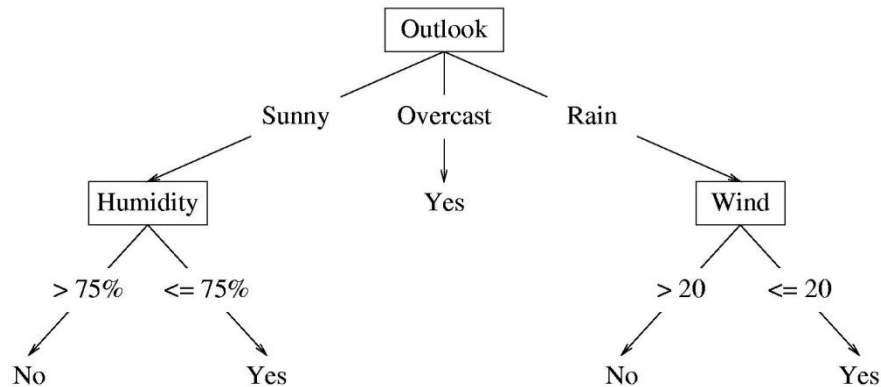 Outlook
Sunny Overcast Rain
Humidity Yes Wind
> 75% <= 75% > 20 <= 20
No Yes No Yes